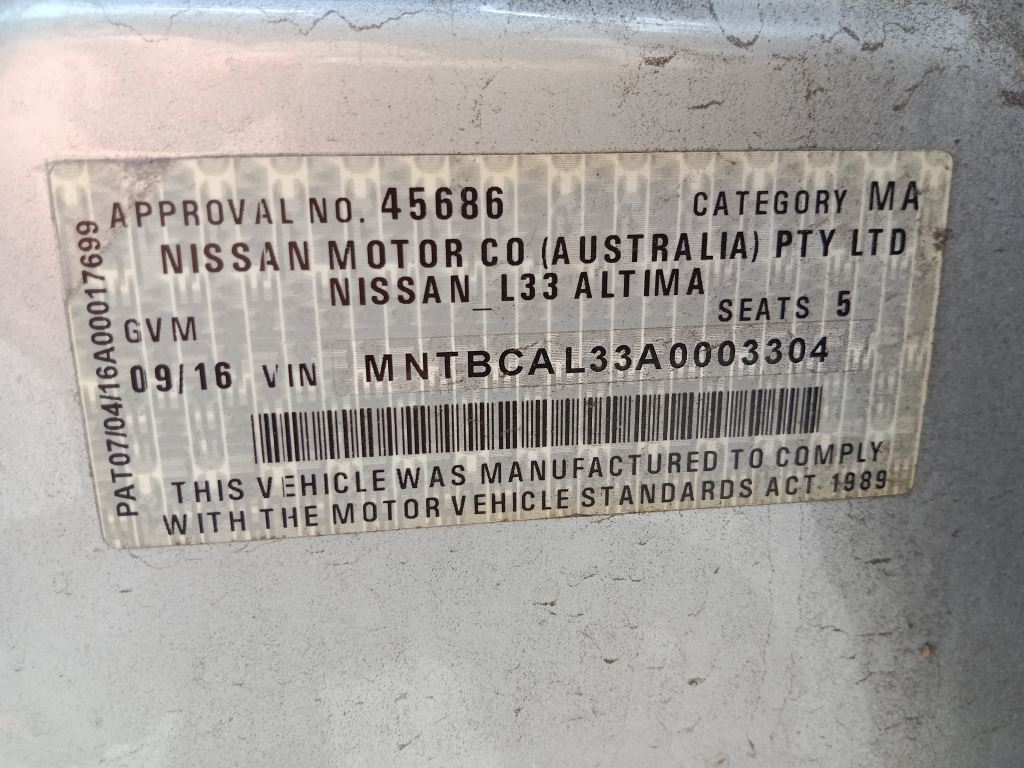 APPROVAL NO. 45686 CATEGORY MA
NISSAN MOTOR CO (AUSTRALIA) PTY LTD
NISSAN_L33 ALTIMA
GVM SEATS 5
09/16 VIN MNTBCAL33A0003304
THIS VEHICLE WAS MANUFACTURED TO COMPLY
WITH THE MOTOR VEHICLE STANDARDS ACT 1989
PAT07/04/16A00017699